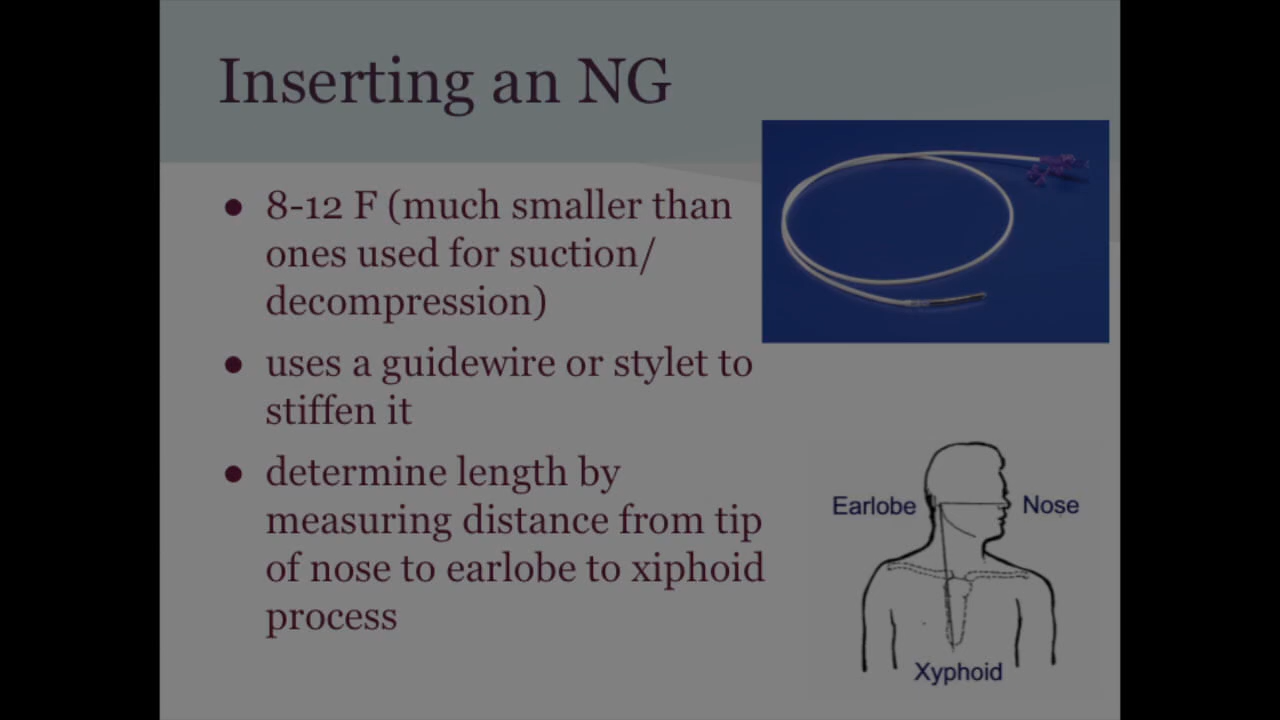 Inserting an NG
● 8-12 F (much smaller than
ones used for suction/
decompression)
● uses a guidewire or stylet to
stiffen it
● determine length by
measuring distance from tip
of nose to earlobe to xiphoid
process
Earlobe
Nose
Xyphoid